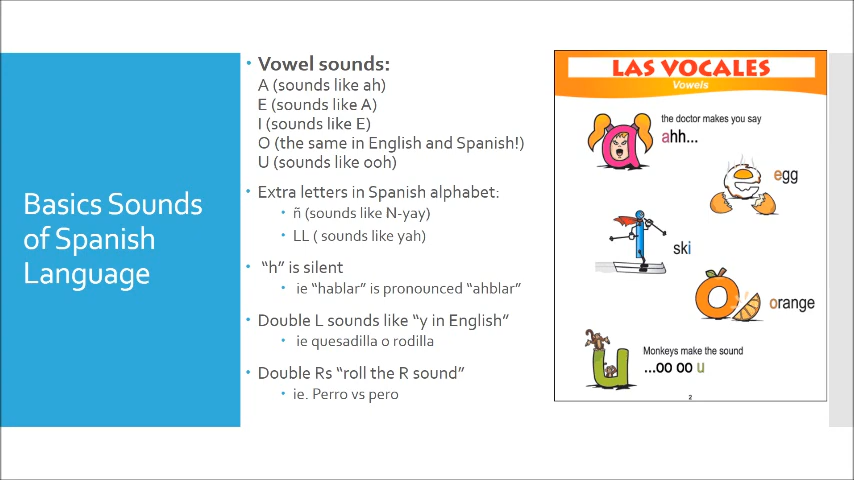 Basics Sounds
of Spanish
Language
• Vowel sounds:
A (sounds like ah)
E (sounds like A)
I (sounds like E)
O (the same in English and Spanish!)
U (sounds like ooh)
• Extra letters in Spanish alphabet:
• ñ (sounds like N-yay)
• LL ( sounds like yah)
• “h” is silent
• ie “hablar” is pronounced “ahblar”
• Double L sounds like “y in English”
• ie quesadilla o rodilla
• Double Rs “roll the R sound”
• ie. Perro vs pero
LAS VOCALES
Vowels
the doctor makes you say
ahh...
egg
ski
orange
Monkeys make the sound
...oo oo u
2